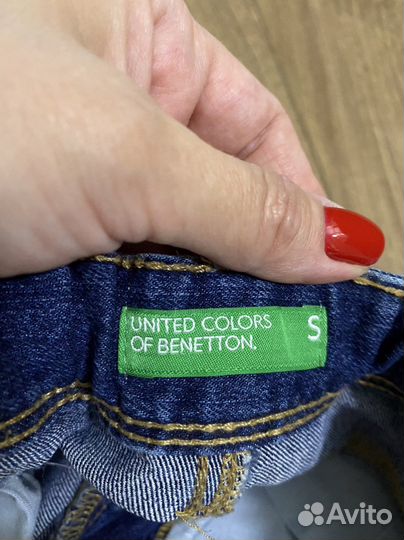 UNITED COLORS
OF BENETTON.
S
Avito